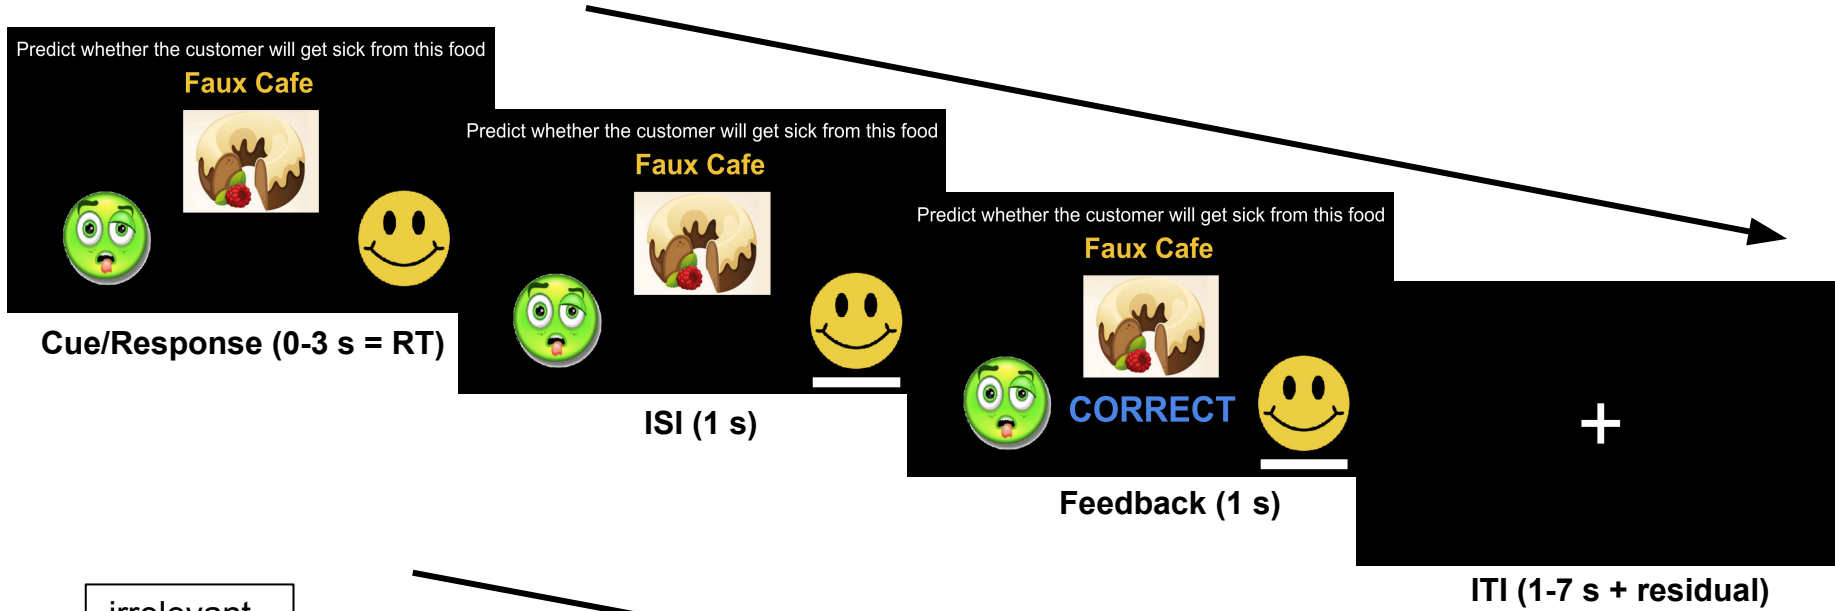 Predict whether the customer will get sick from this food
Faux Cafe
Cue/Response (0-3 s = RT)
Predict whether the customer will get sick from this food
Faux Cafe
ISI (1 s)
Predict whether the customer will get sick from this food
Faux Cafe
CORRECT
Feedback (1 s)
+
ITI (1-7 s + residual)
irrelevant